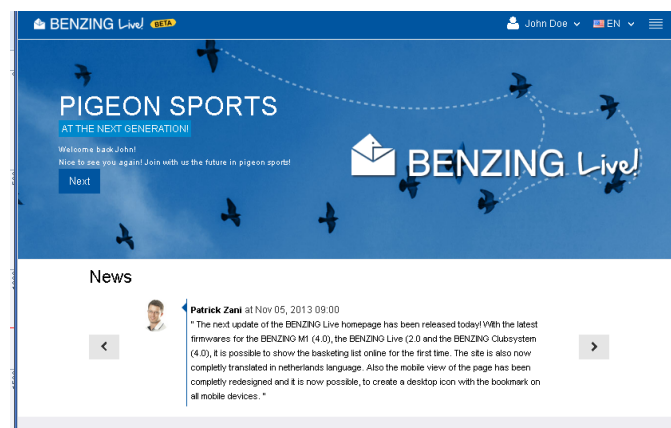 BENZING Live! BETA
John Doe
EN
PIGEON SPORTS
AT THE NEXT GENERATION!
Welcome back John!
Nice to see you again! Join with us the future in pigeon sports!
Next
BENZING Live!
News
Patrick Zani at Nov 05, 2013 09:00
" The next update of the BENZING Live homepage has been released today! With the latest
firmwares for the BENZING M1 (4.0), the BENZING Live (2.0 and the BENZING Clubsystem
(4.0), it is possible to show the basketing list online for the first time. The site is also now
completly translated in netherlands language. Also the mobile view of the page has been
completly redesigned and it is now possible, to create a desktop icon with the bookmark on
all mobile devices. "